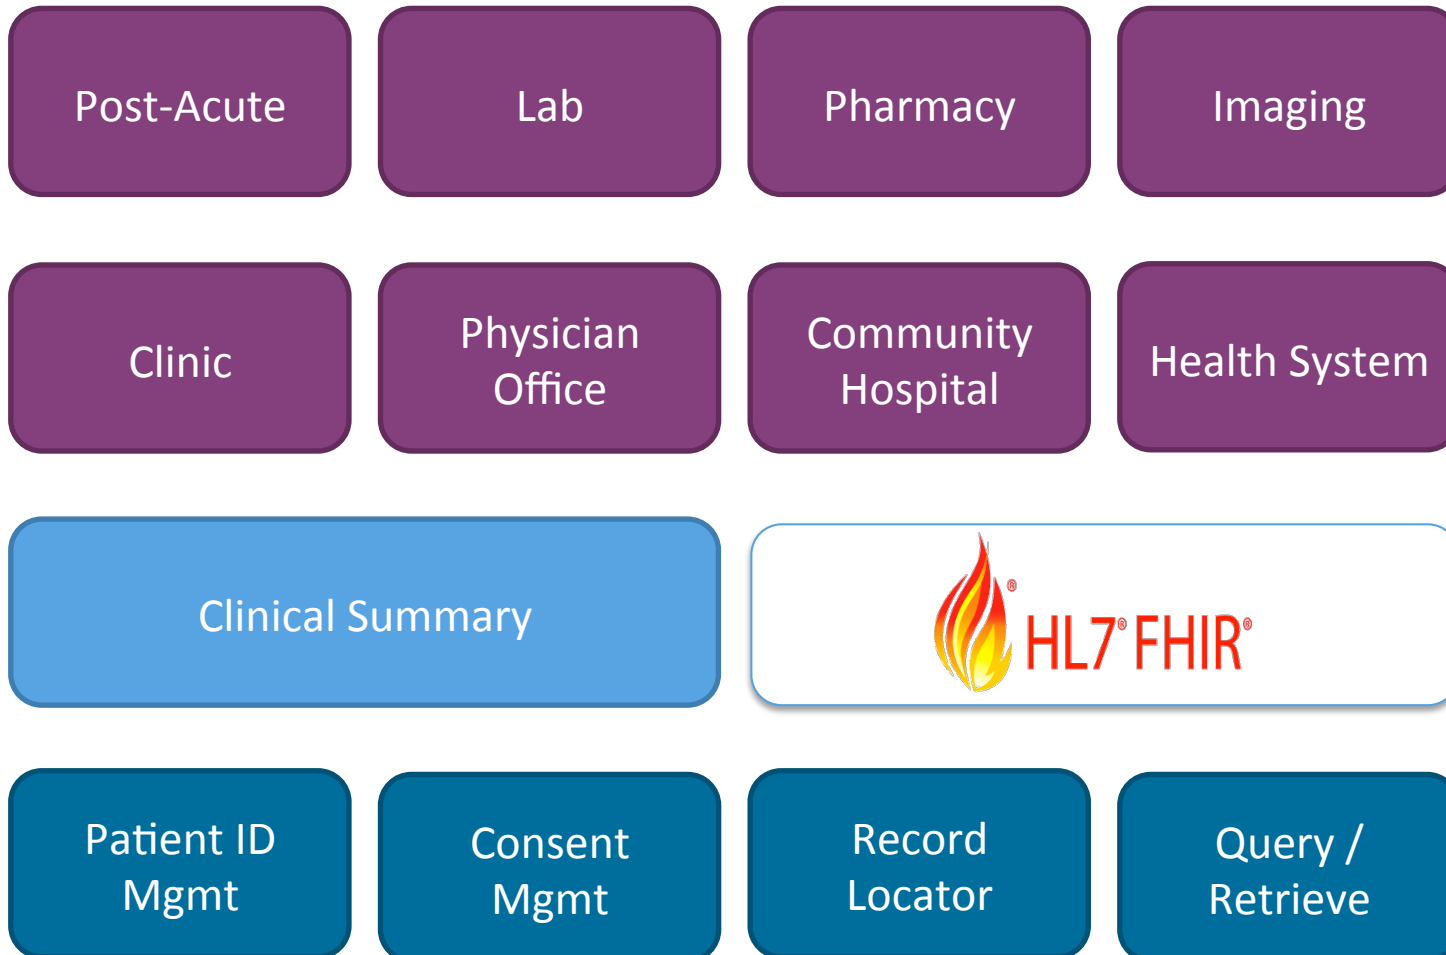 Post-Acute
Lab
Pharmacy
Imaging
Clinic
Physician
Office
Community
Hospital
Health System
Clinical Summary
®
HL7® FHIR®
Patient ID
Mgmt
Consent
Mgmt
Record
Locator
Query /
Retrieve